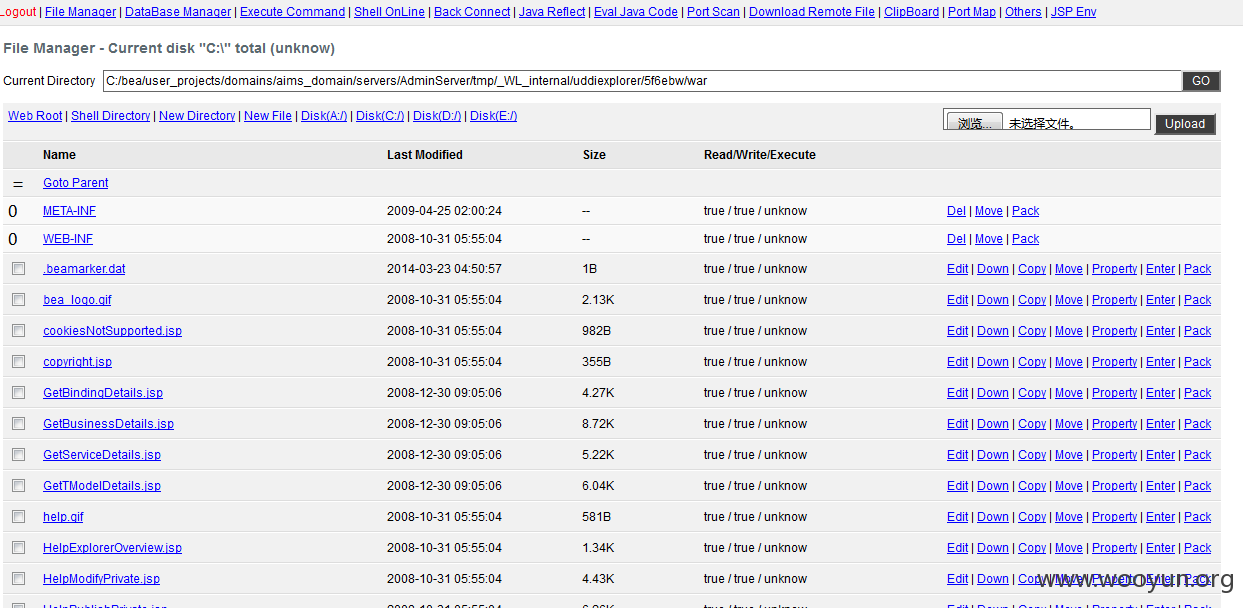 Logout | File Manager | DataBase Manager | Execute Command | Shell OnLine | Back Connect | Java Reflect | Eval Java Code | Port Scan | Download Remote File | ClipBoard | Port Map | Others | JSP Env
File Manager - Current disk "C:\" total (unknow)
Current Directory C:/bea/user_projects/domains/aims_domain/servers/AdminServer/tmp/_WL_internal/uddiexplorer/5f6ebw/war GO
Web Root | Shell Directory | New Directory | New File | Disk(A:/) | Disk(C:/) | Disk(D:/) | Disk(E:/) 浏览... 未选择文件。 Upload
Name Last Modified Size Read/Write/Execute
= Goto Parent
0 META-INF 2009-04-25 02:00:24 -- true / true / unknow Del | Move | Pack
0 WEB-INF 2008-10-31 05:55:04 -- true / true / unknow Del | Move | Pack
.beamarker.dat 2014-03-23 04:50:57 1B true / true / unknow Edit | Down | Copy | Move | Property | Enter | Pack
bea_logo.gif 2008-10-31 05:55:04 2.13K true / true / unknow Edit | Down | Copy | Move | Property | Enter | Pack
cookiesNotSupported.jsp 2008-10-31 05:55:04 982B true / true / unknow Edit | Down | Copy | Move | Property | Enter | Pack
copyright.jsp 2008-10-31 05:55:04 355B true / true / unknow Edit | Down | Copy | Move | Property | Enter | Pack
GetBindingDetails.jsp 2008-12-30 09:05:06 4.27K true / true / unknow Edit | Down | Copy | Move | Property | Enter | Pack
GetBusinessDetails.jsp 2008-12-30 09:05:06 8.72K true / true / unknow Edit | Down | Copy | Move | Property | Enter | Pack
GetServiceDetails.jsp 2008-12-30 09:05:06 5.22K true / true / unknow Edit | Down | Copy | Move | Property | Enter | Pack
GetTModelDetails.jsp 2008-12-30 09:05:06 6.04K true / true / unknow Edit | Down | Copy | Move | Property | Enter | Pack
help.gif 2008-10-31 05:55:04 581B true / true / unknow Edit | Down | Copy | Move | Property | Enter | Pack
HelpExplorerOverview.jsp 2008-10-31 05:55:04 1.34K true / true / unknow Edit | Down | Copy | Move | Property | Enter | Pack
HelpModifyPrivate.jsp 2008-10-31 05:55:04 4.43K true / true / unknow Edit | Down | Copy | Move | Property | Enter | Pack
www.wooyun.org